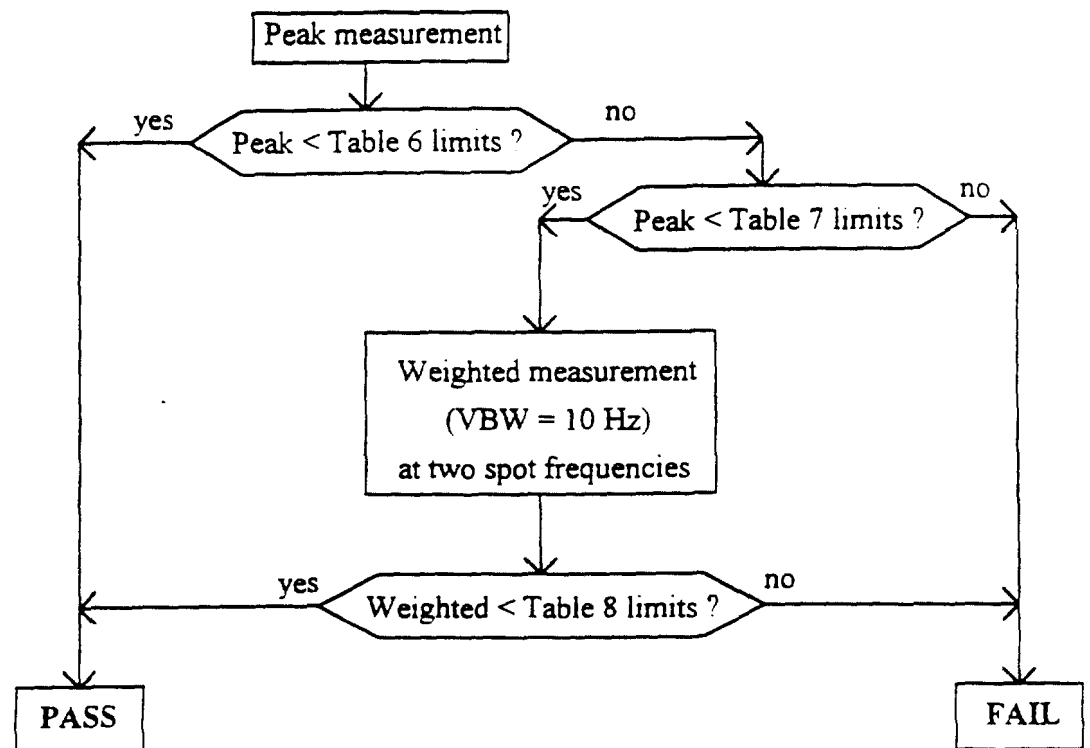 Peak measurement
yes
Peak < Table 6 limits ?
no
yes
Peak < Table 7 limits ?
no
Weighted measurement
(VBW = 10 Hz)
at two spot frequencies
yes
Weighted < Table 8 limits ?
no
PASS
FAIL